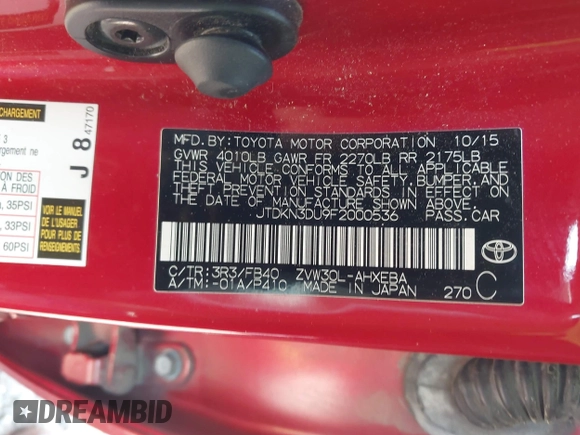 CHARGEMENT
3
argement ne
ION DES
À FROID
a, 35PSI
, 33PSI
60PSI
VOIR LE MANUEL
DE L'USAGER
POUR PLUS DE
RENSEIGNEMENTS
J 8
47170
MFD.BY:TOYOTA MOTOR CORPORATION 10/15
GVWR 4010LB GAWR FR 2270LB RR 2175LB
THIS VEHICLE CONFORMS TO ALL APPLICABLE
FEDERAL MOTOR VEHICLE SAFETY, BUMPER, AND
THEFT PREVENTION STANDARDS IN EFFECT ON
THE DATE OF MANUFACTURE SHOWN ABOVE.
JTDKN3DU9F2000536 PASS.CAR
C/TR:3R3/FB40 ZVW30L-AHXEBA
A/TM:-01A/P410 MADE IN JAPAN 270 C
DREAMBID